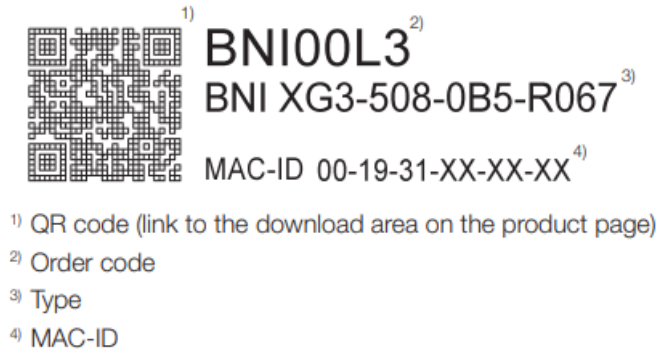 1)
BNI00L3 2)
BNI XG3-508-0B5-R067 3)
MAC-ID 00-19-31-XX-XX-XX 4)
1) QR code (link to the download area on the product page)
2) Order code
3) Type
4) MAC-ID